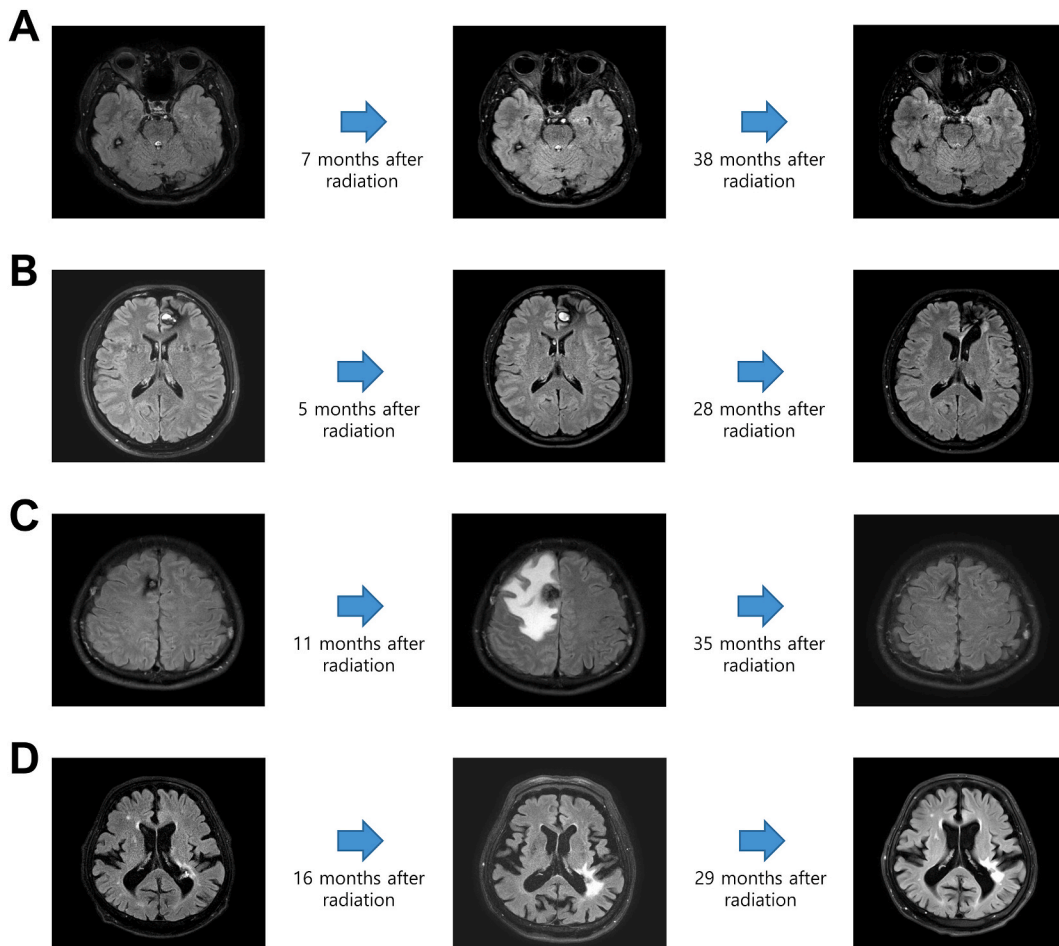 A
7 months after
radiation
38 months after
radiation
B
5 months after
radiation
28 months after
radiation
C
11 months after
radiation
35 months after
radiation
D
16 months after
radiation
29 months after
radiation